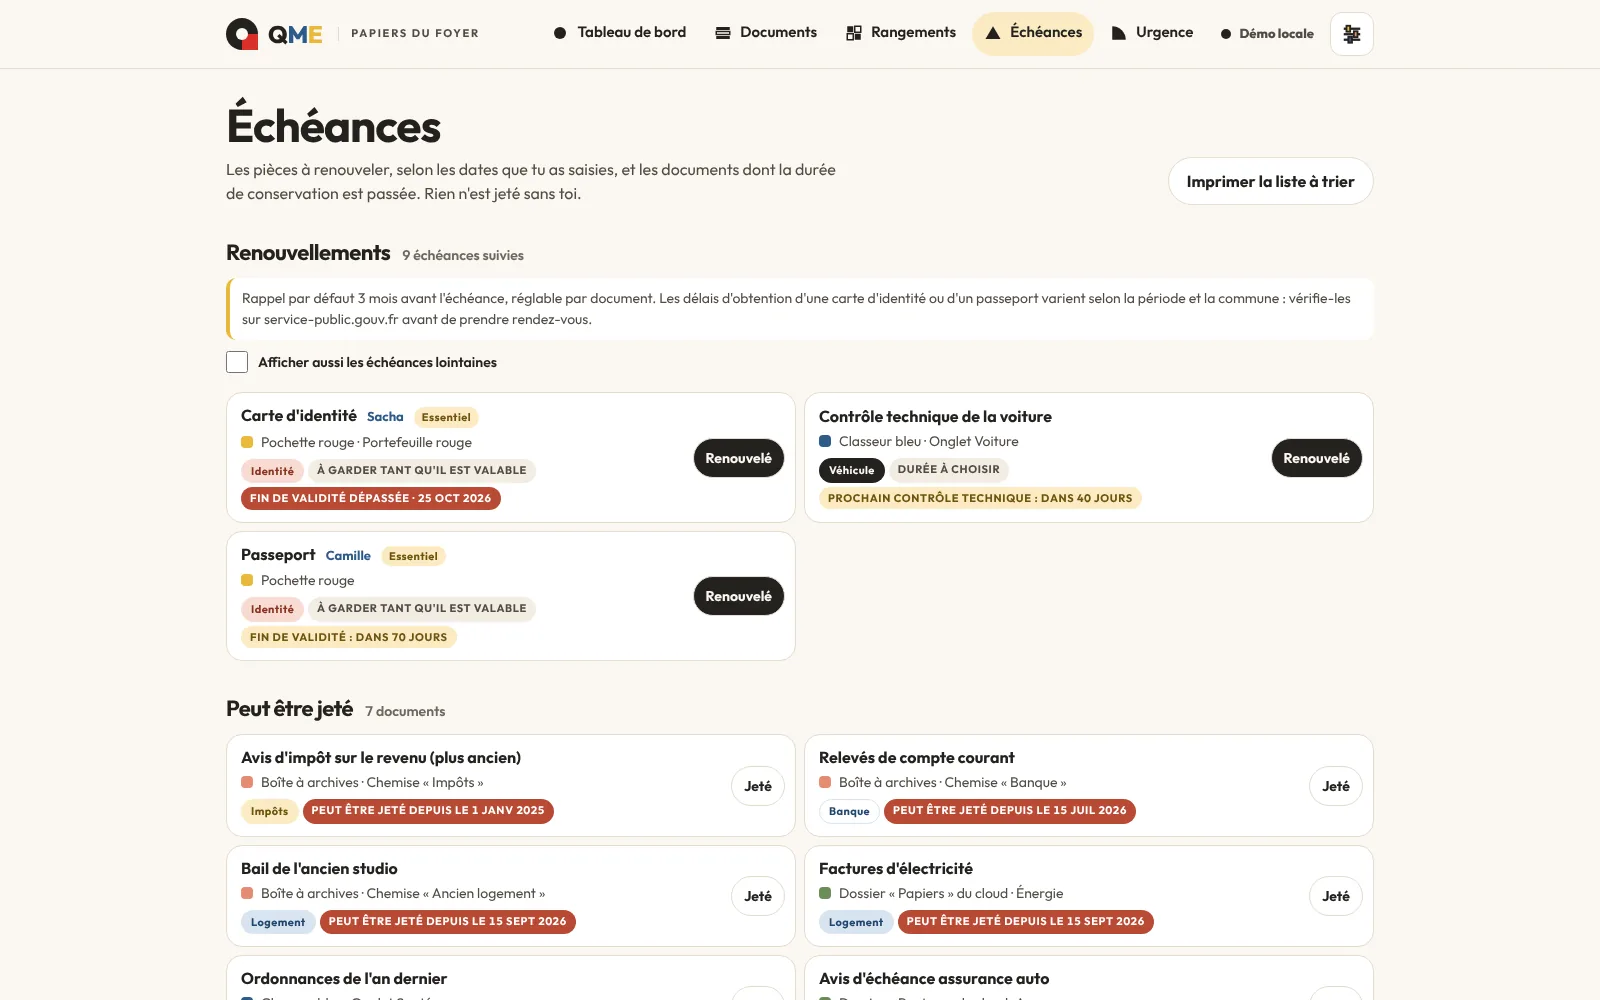 QME
PAPIERS DU FOYER
Tableau de bord
Documents
Rangements
Échéances
Urgence
Démo locale
Échéances
Les pièces à renouveler, selon les dates que tu as saisies, et les documents dont la durée
de conservation est passée. Rien n'est jeté sans toi.
Imprimer la liste à trier
Renouvellements 9 échéances suivies
Rappel par défaut 3 mois avant l'échéance, réglable par document. Les délais d'obtention d'une carte d'identité ou d'un passeport varient selon la période et la commune : vérifie-les
sur service-public.gouv.fr avant de prendre rendez-vous.
Afficher aussi les échéances lointaines
Carte d'identité Sacha Essentiel
Pochette rouge · Portefeuille rouge
Identité À GARDER TANT QU'IL EST VALABLE
FIN DE VALIDITÉ DÉPASSÉE · 25 OCT 2026
Renouvelé
Contrôle technique de la voiture
Classeur bleu · Onglet Voiture
Véhicule DURÉE À CHOISIR
PROCHAIN CONTRÔLE TECHNIQUE : DANS 40 JOURS
Renouvelé
Passeport Camille Essentiel
Pochette rouge
Identité À GARDER TANT QU'IL EST VALABLE
FIN DE VALIDITÉ : DANS 70 JOURS
Renouvelé
Peut être jeté 7 documents
Avis d'impôt sur le revenu (plus ancien)
Boîte à archives · Chemise « Impôts »
Impôts PEUT ÊTRE JETÉ DEPUIS LE 1 JANV 2025
Jeté
Relevés de compte courant
Boîte à archives · Chemise « Banque »
Banque PEUT ÊTRE JETÉ DEPUIS LE 15 JUIL 2026
Jeté
Bail de l'ancien studio
Boîte à archives · Chemise « Ancien logement »
Logement PEUT ÊTRE JETÉ DEPUIS LE 15 SEPT 2026
Jeté
Factures d'électricité
Dossier « Papiers » du cloud · Énergie
Logement PEUT ÊTRE JETÉ DEPUIS LE 15 SEPT 2026
Jeté
Ordonnances de l'an dernier
Avis d'échéance assurance auto